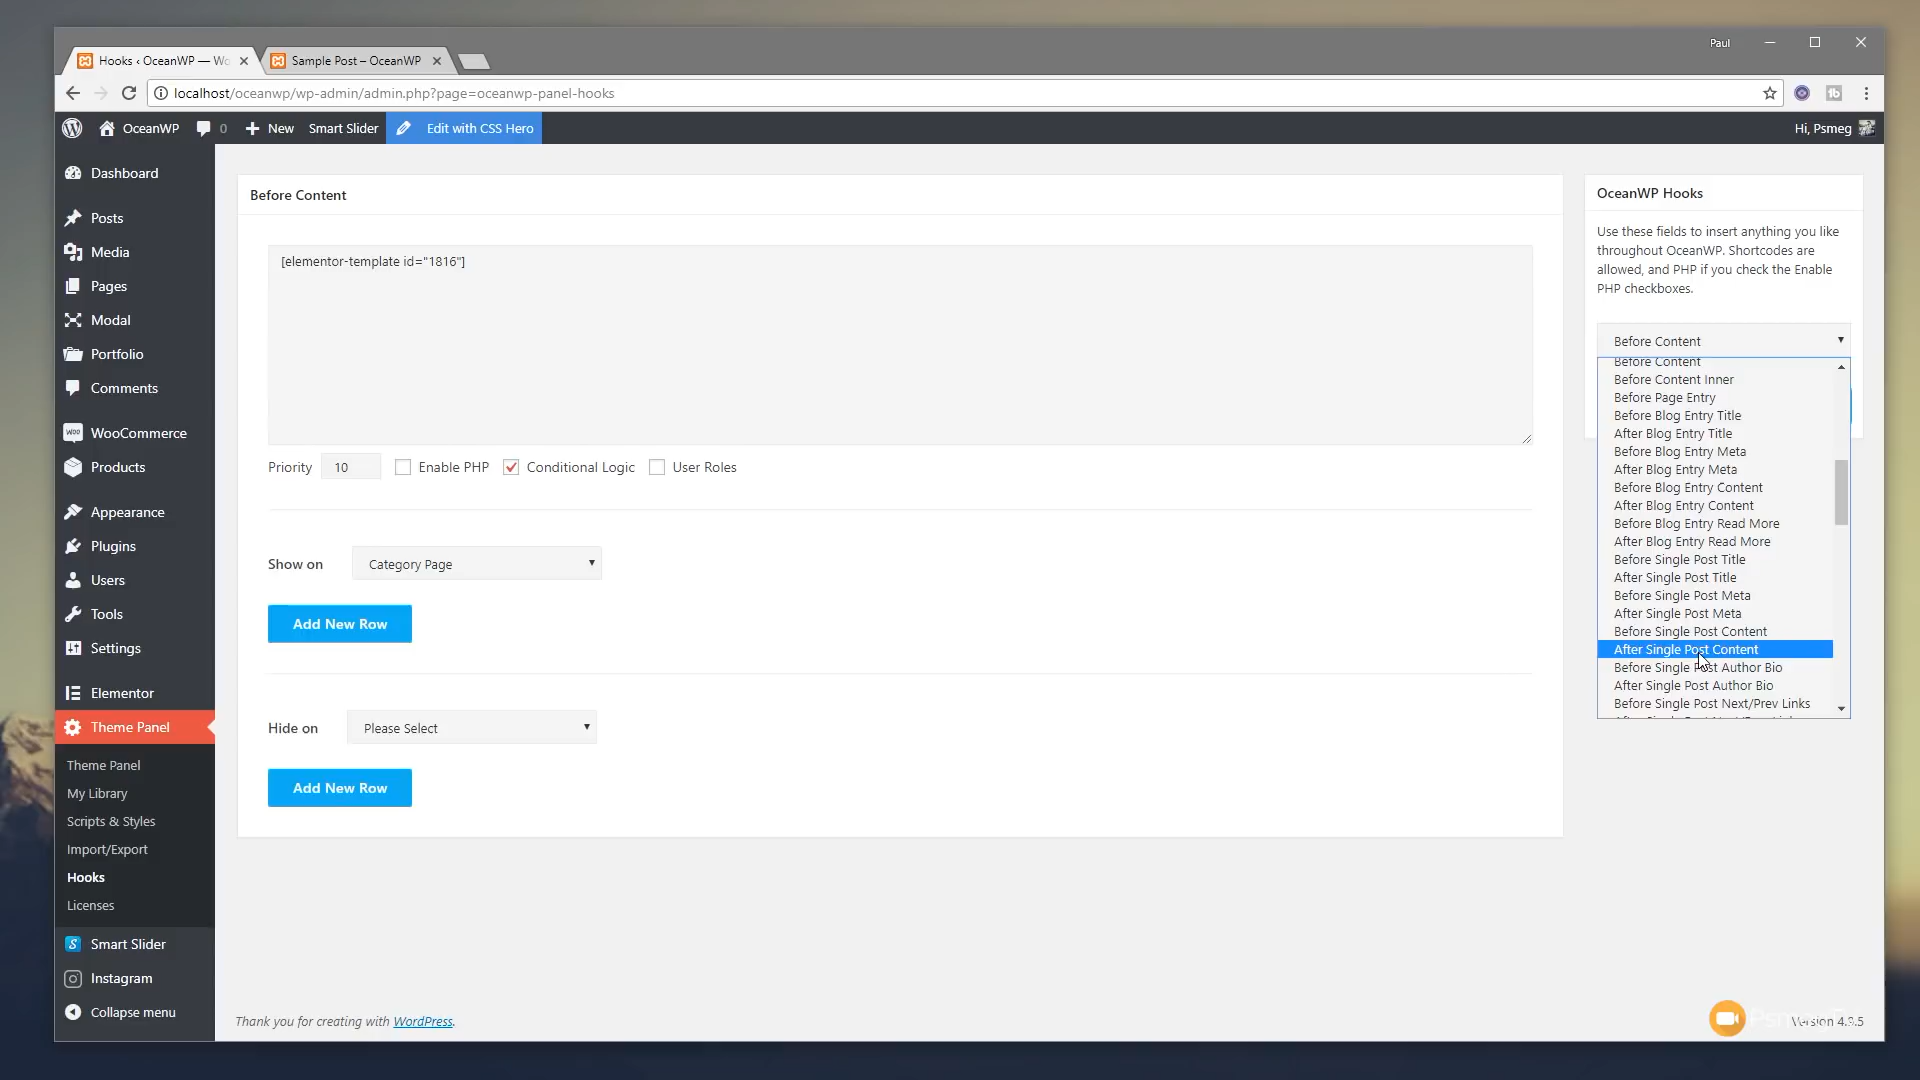 Paul
Hooks ‹ OceanWP — Wo
Sample Post – OceanWP
localhost/oceanwp/wp-admin/admin.php?page=oceanwp-panel-hooks
OceanWP
0
New
Smart Slider
Edit with CSS Hero
Hi, Psmeg
Dashboard
Posts
Media
Pages
Modal
Portfolio
Comments
WooCommerce
Products
Appearance
Plugins
Users
Tools
Settings
Elementor
Theme Panel
Theme Panel
My Library
Scripts & Styles
Import/Export
Hooks
Licenses
Smart Slider
Instagram
Collapse menu
Before Content
[elementor-template id="1816"]
Priority 10 Enable PHP Conditional Logic User Roles
Show on Category Page
Add New Row
Hide on Please Select
Add New Row
Thank you for creating with WordPress.
OceanWP Hooks
Use these fields to insert anything you like
throughout OceanWP. Shortcodes are
allowed, and PHP if you check the Enable
PHP checkboxes.
Before Content
Before Content
Before Content Inner
Before Page Entry
Before Blog Entry Title
After Blog Entry Title
Before Blog Entry Meta
After Blog Entry Meta
Before Blog Entry Content
After Blog Entry Content
Before Blog Entry Read More
After Blog Entry Read More
Before Single Post Title
After Single Post Title
Before Single Post Meta
After Single Post Meta
Before Single Post Content
After Single Post Content
Before Single Post Author Bio
After Single Post Author Bio
Before Single Post Next/Prev Links